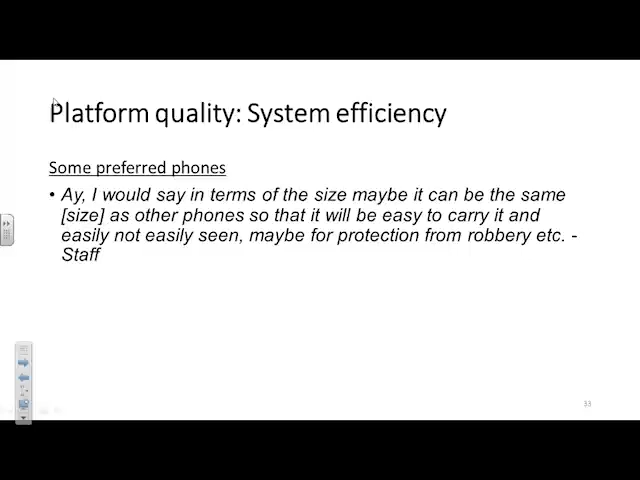 Platform quality: System efficiency
Some preferred phones
• Ay, I would say in terms of the size maybe it can be the same
[size] as other phones so that it will be easy to carry it and
easily not easily seen, maybe for protection from robbery etc. -
Staff
33